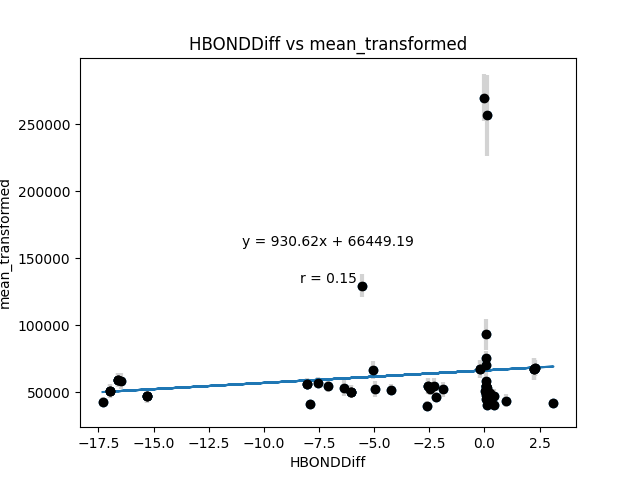 HBONDDiff vs mean_transformed
250000
200000
150000
100000
50000
mean_transformed
y = 930.62x + 66449.19
r = 0.15
−17.5 −15.0 −12.5 −10.0 −7.5 −5.0 −2.5 0.0 2.5
HBONDDiff